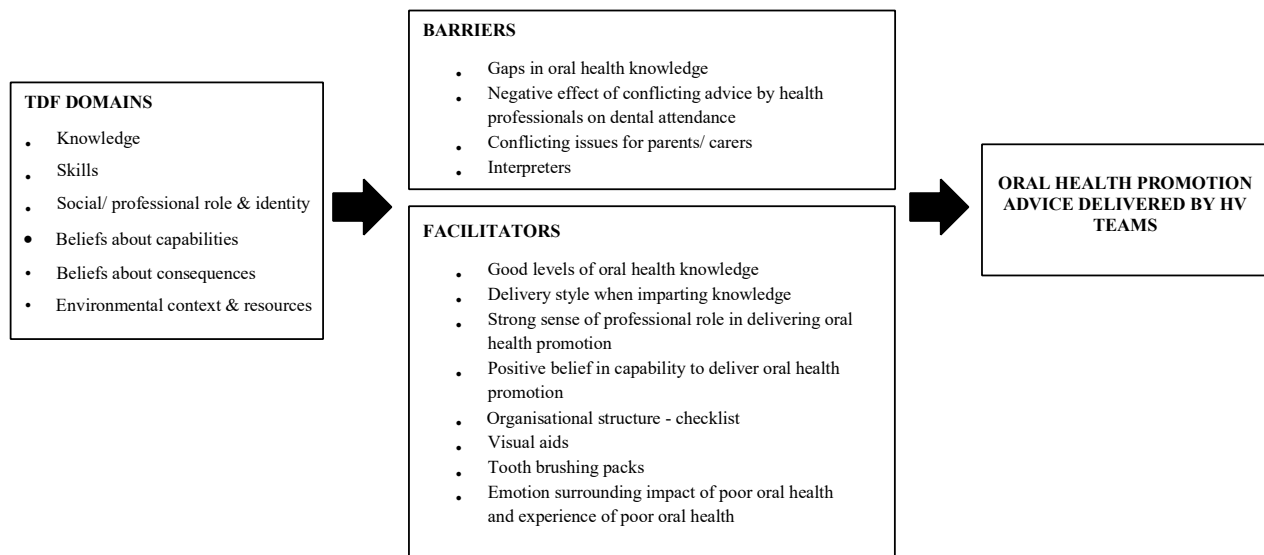 TDF DOMAINS
• Knowledge
• Skills
• Social/ professional role & identity
• Beliefs about capabilities
• Beliefs about consequences
• Environmental context & resources
BARRIERS
• Gaps in oral health knowledge
• Negative effect of conflicting advice by health
professionals on dental attendance
• Conflicting issues for parents/ carers
• Interpreters
FACILITATORS
• Good levels of oral health knowledge
• Delivery style when imparting knowledge
• Strong sense of professional role in delivering oral
health promotion
• Positive belief in capability to deliver oral health
promotion
• Organisational structure - checklist
• Visual aids
• Tooth brushing packs
• Emotion surrounding impact of poor oral health
and experience of poor oral health
ORAL HEALTH PROMOTION
ADVICE DELIVERED BY HV
TEAMS